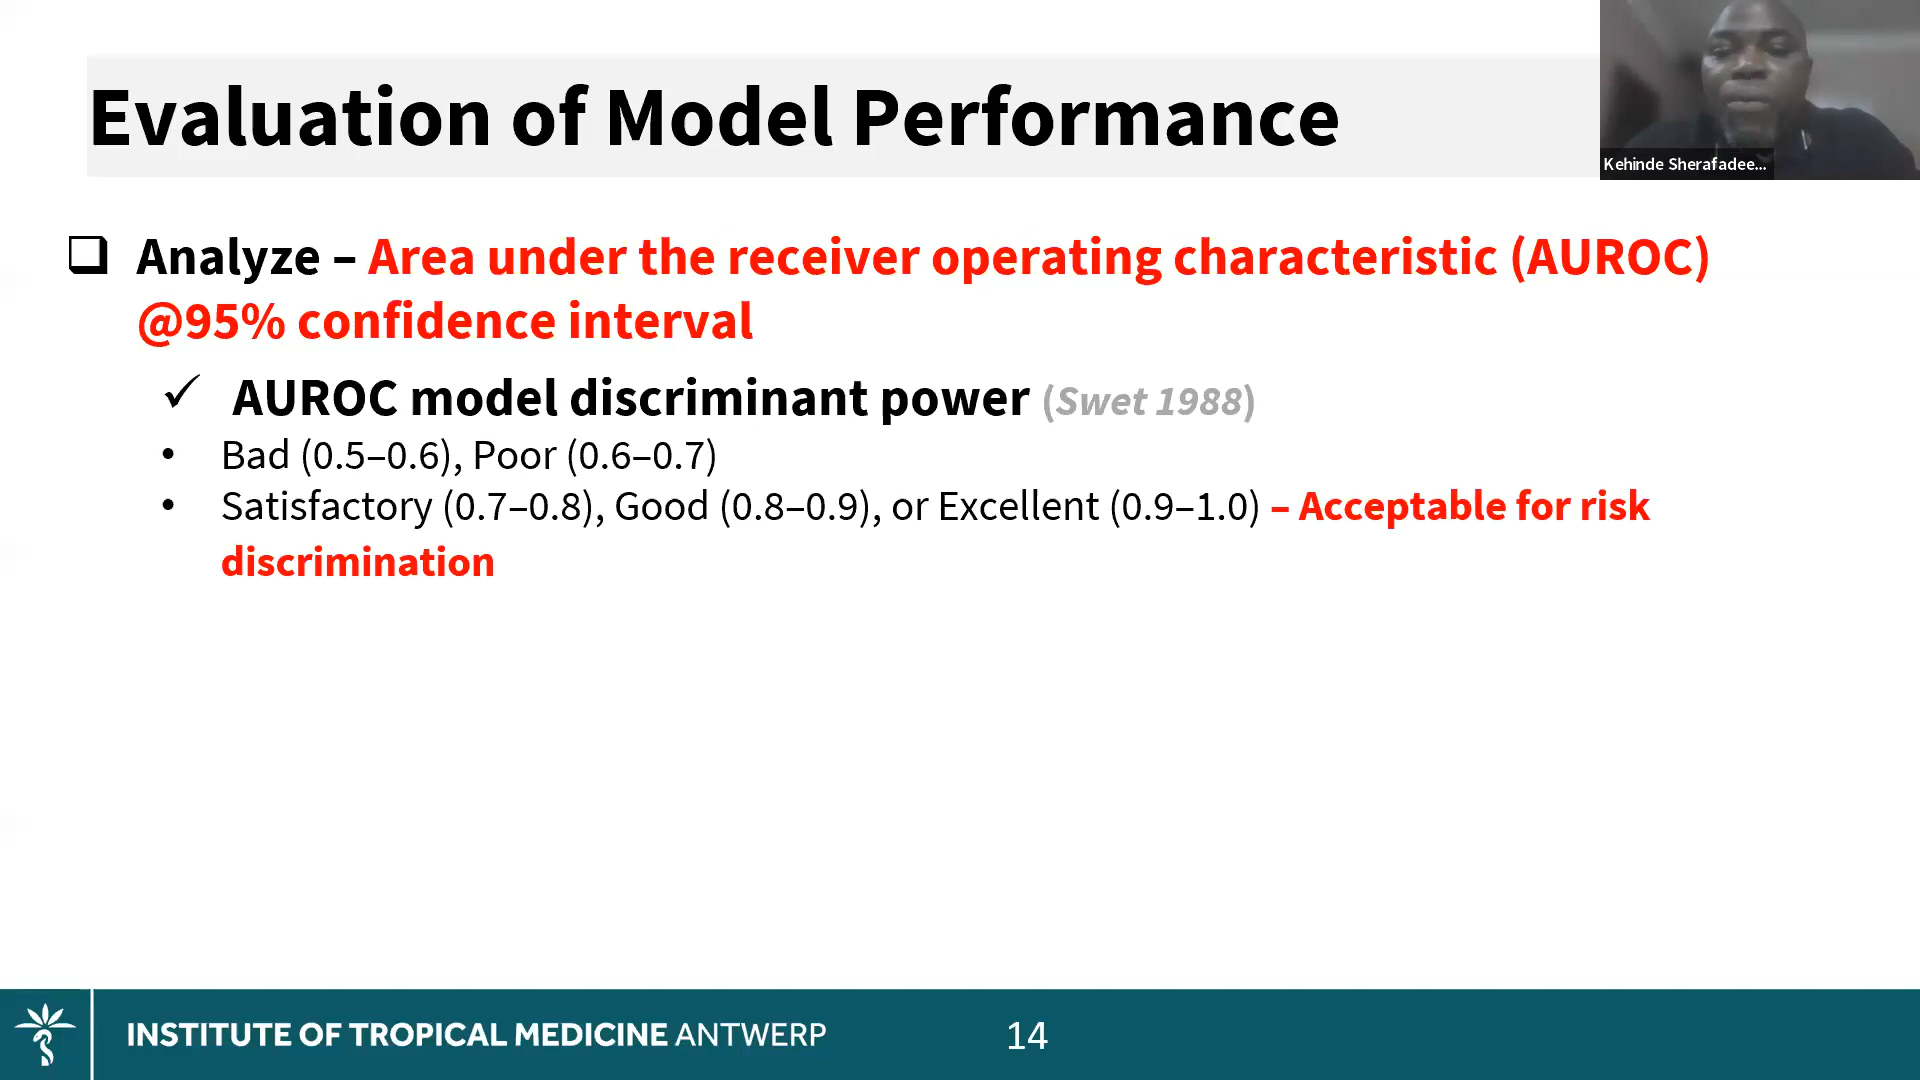 Evaluation of Model Performance
Kehinde Sherafadee...
❑ Analyze – Area under the receiver operating characteristic (AUROC)
@95% confidence interval
✓ AUROC model discriminant power (Swet 1988)
• Bad (0.5–0.6), Poor (0.6–0.7)
• Satisfactory (0.7–0.8), Good (0.8–0.9), or Excellent (0.9–1.0) – Acceptable for risk
discrimination
INSTITUTE OF TROPICAL MEDICINE ANTWERP
14